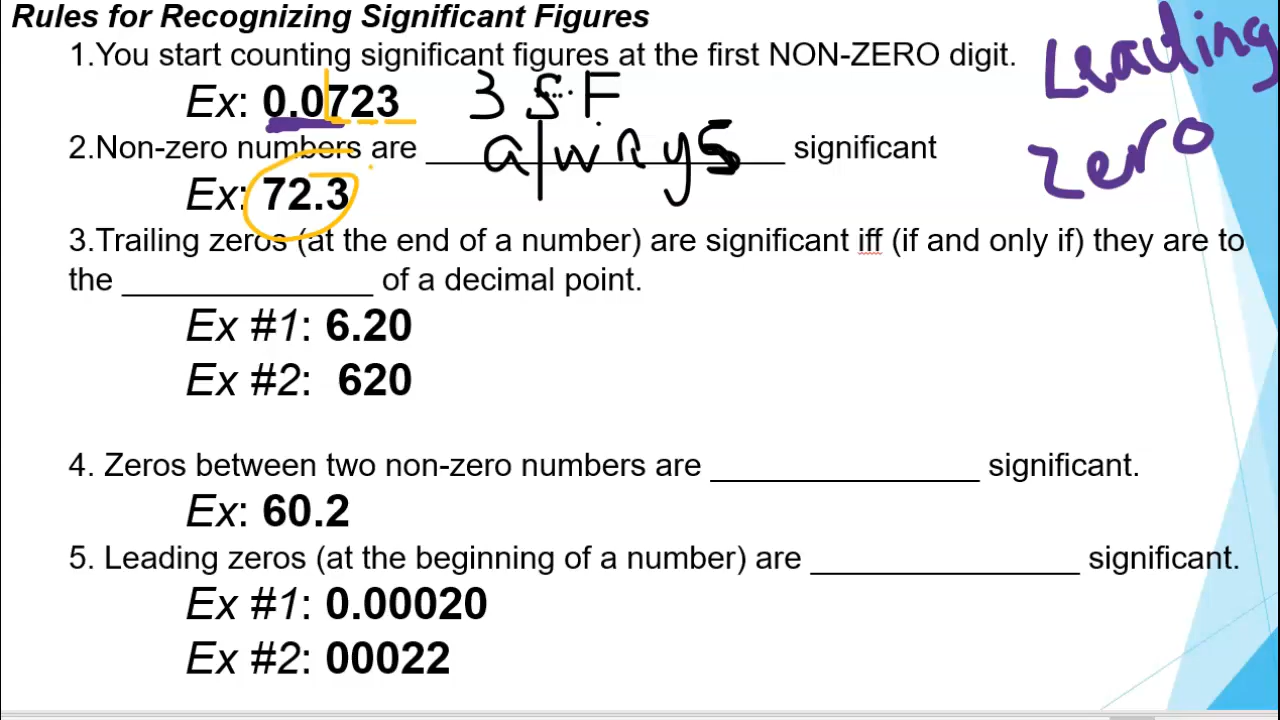 Rules for Recognizing Significant Figures
1.You start counting significant figures at the first NON-ZERO digit.
Leading
Ex: 0.0723 3 S.F
zero
2.Non-zero numbers are always significant
Ex: 72.3
3.Trailing zeros (at the end of a number) are significant iff (if and only if) they are to
the _______________ of a decimal point.
Ex #1: 6.20
Ex #2: 620
4. Zeros between two non-zero numbers are ________________ significant.
Ex: 60.2
5. Leading zeros (at the beginning of a number) are ________________ significant.
Ex #1: 0.00020
Ex #2: 00022